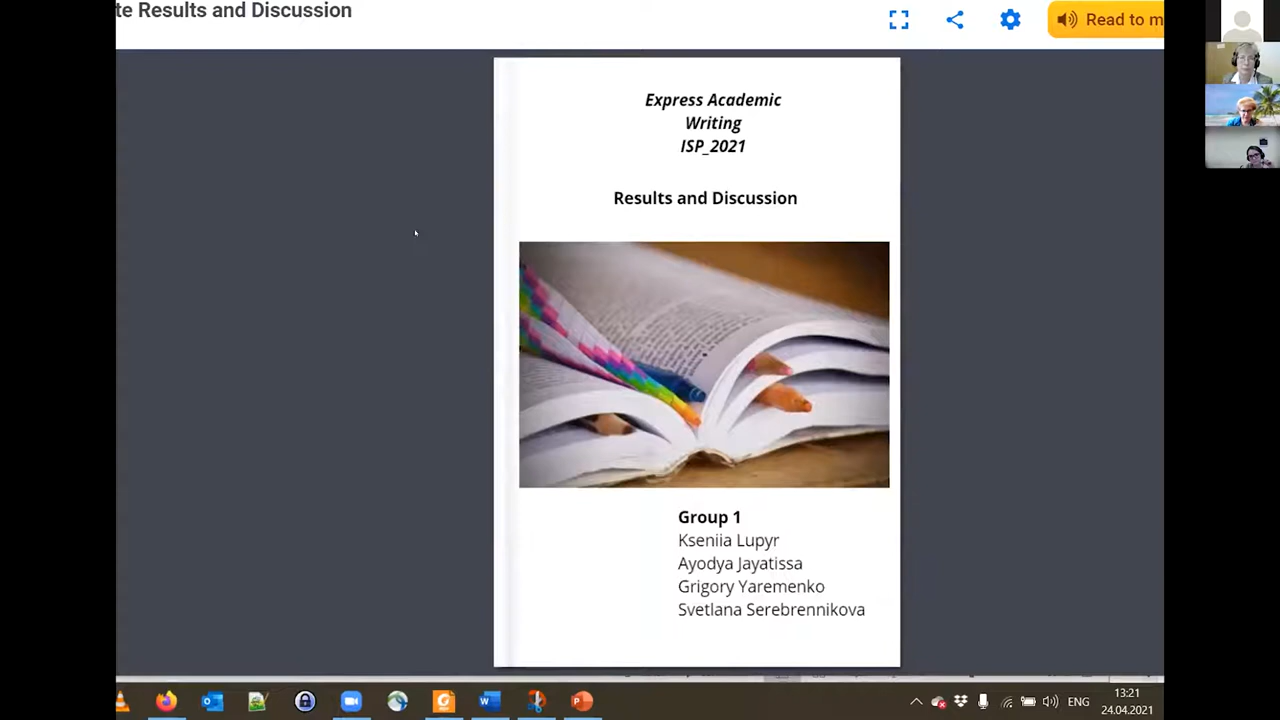 te Results and Discussion
Read to m
Express Academic
Writing
ISP_2021
Results and Discussion
Group 1
Kseniia Lupyr
Ayodya Jayatissa
Grigory Yaremenko
Svetlana Serebrennikova
ENG
13:21
24.04.2021